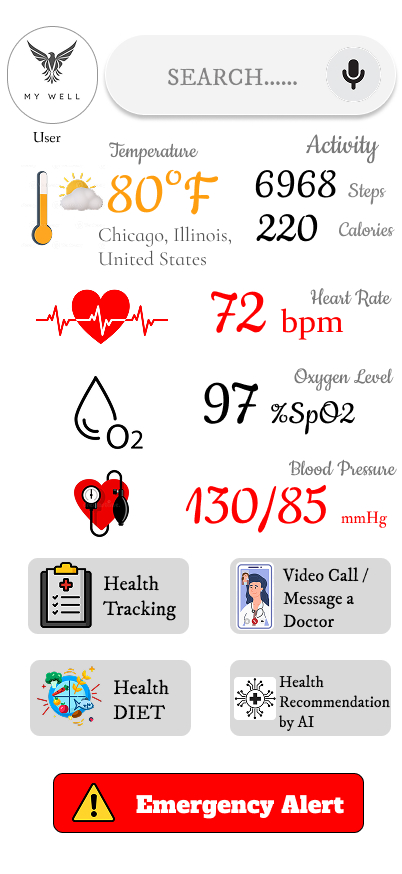 MY WELL
SEARCH......
User
Temperature
80°F
Chicago, Illinois,
United States
Activity
6968 Steps
220 Calories
Heart Rate
72 bpm
Oxygen Level
97 %SpO2
O2
Blood Pressure
130/85 mmHg
Health
Tracking
Video Call /
Message a
Doctor
Health
DIET
Health
Recommendation
by AI
Emergency Alert